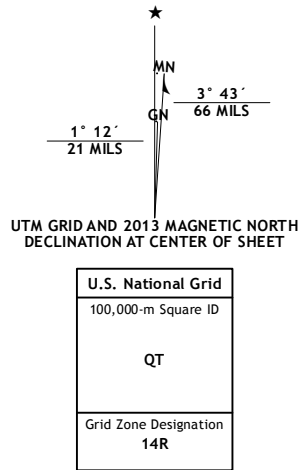 MN
3° 43´
66 MILS
GN
1° 12´
21 MILS
UTM GRID AND 2013 MAGNETIC NORTH
DECLINATION AT CENTER OF SHEET
U.S. National Grid
100,000-m Square ID
QT
Grid Zone Designation
14R